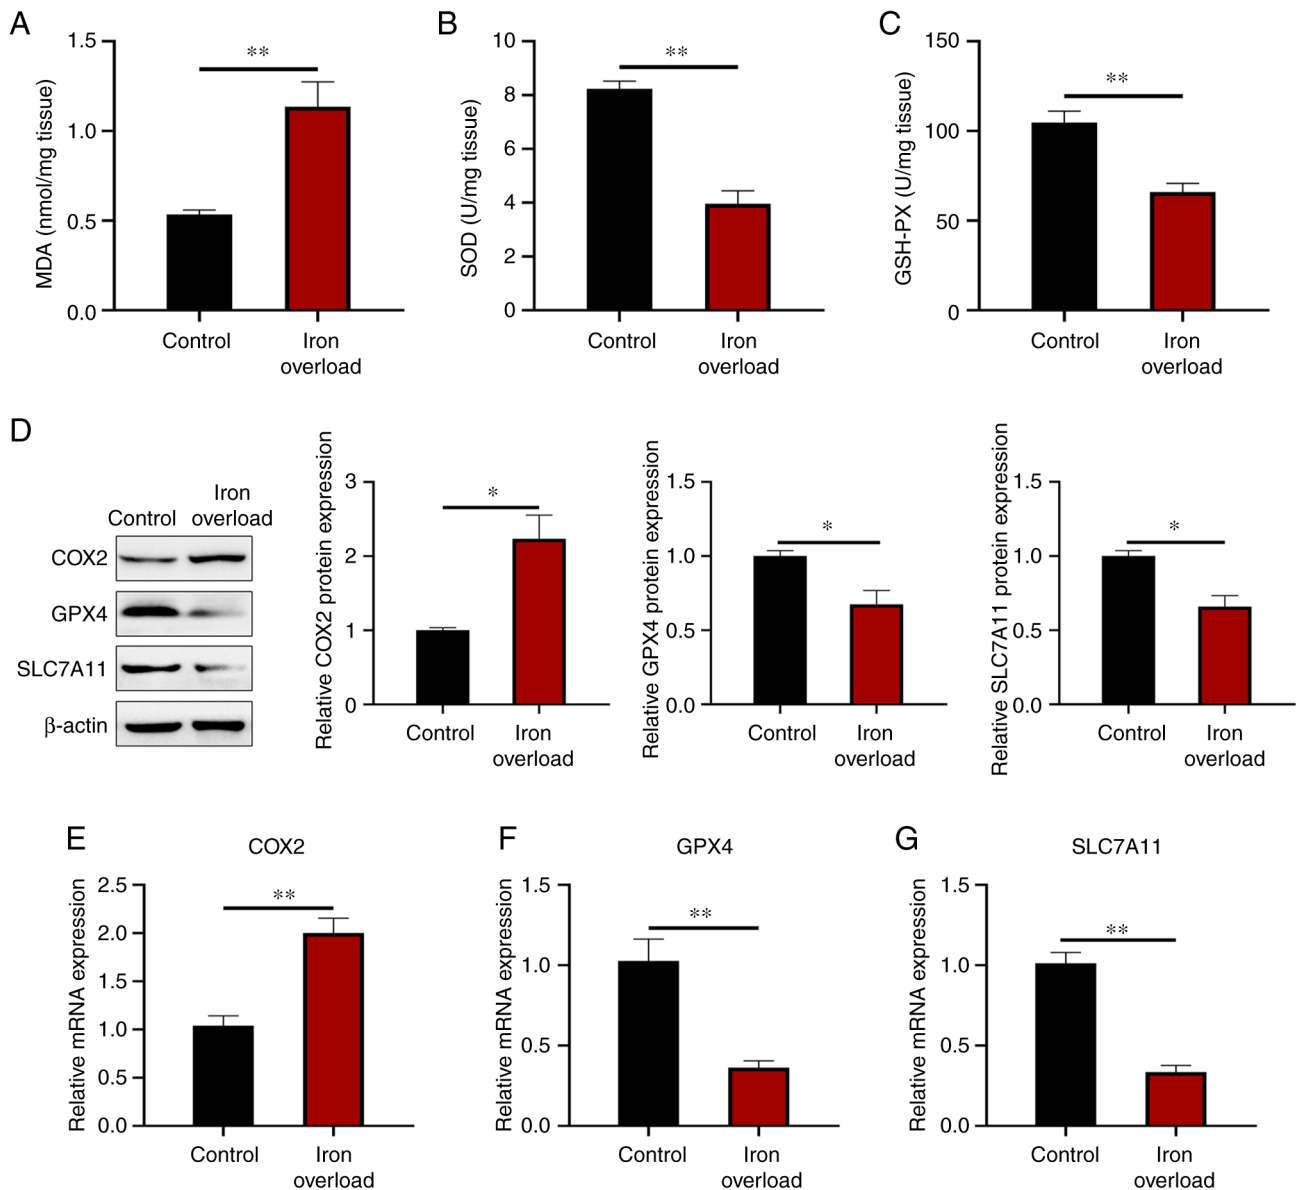 A
MDA (nmol/mg tissue)
1.5
1.0
0.5
0.0
**
Control
Iron
overload
B
SOD (U/mg tissue)
10
8
6
4
2
0
**
Control
Iron
overload
C
GSH-PX (U/mg tissue)
150
100
50
0
**
Control
Iron
overload
D
Control
Iron
overload
COX2
GPX4
SLC7A11
β-actin
Relative COX2 protein expression
3
2
1
0
*
Control
Iron
overload
Relative GPX4 protein expression
1.5
1.0
0.5
0.0
*
Control
Iron
overload
Relative SLC7A11 protein expression
1.5
1.0
0.5
0.0
*
Control
Iron
overload
E
COX2
Relative mRNA expression
2.5
2.0
1.5
1.0
0.5
0.0
**
Control
Iron
overload
F
GPX4
Relative mRNA expression
1.5
1.0
0.5
0.0
**
Control
Iron
overload
G
SLC7A11
Relative mRNA expression
1.5
1.0
0.5
0.0
**
Control
Iron
overload